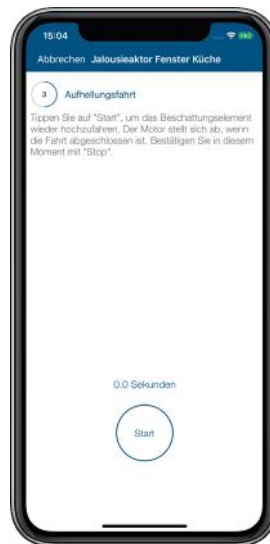 15:04
Abbrechen Jalousieaktor Fenster Küche
3 Aufhellungsfahrt
Tippen Sie auf "Start", um das Beschattungselement
wieder hochzufahren. Der Motor stellt sich ab, wenn
die Fahrt abgeschlossen ist. Bestätigen Sie in diesem
Moment mit "Stop".
0.0 Sekunden
Start